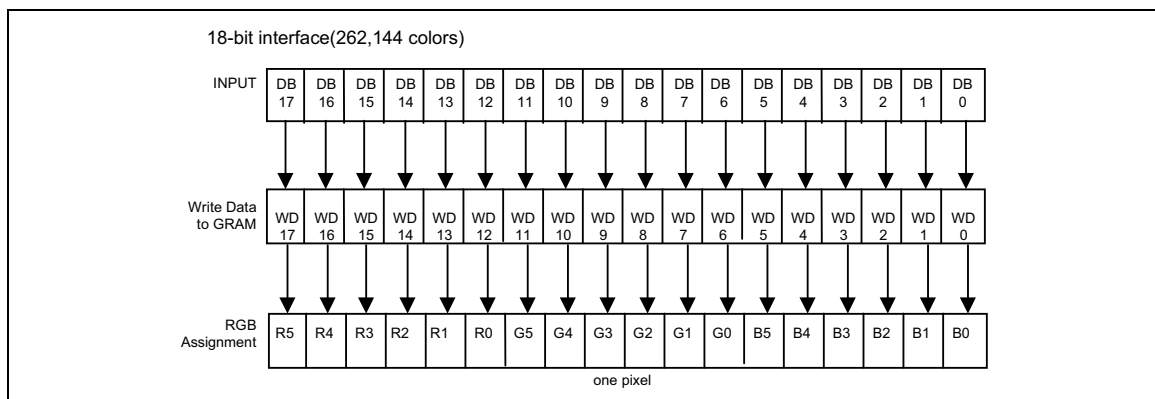 18-bit interface(262,144 colors)
INPUT
DB DB DB DB DB DB DB DB DB DB DB DB DB DB DB DB DB DB
17 16 15 14 13 12 11 10 9 8 7 6 5 4 3 2 1 0
Write Data
to GRAM
WD WD WD WD WD WD WD WD WD WD WD WD WD WD WD WD WD WD
17 16 15 14 13 12 11 10 9 8 7 6 5 4 3 2 1 0
RGB
Assignment
R5 R4 R3 R2 R1 R0 G5 G4 G3 G2 G1 G0 B5 B4 B3 B2 B1 B0
one pixel